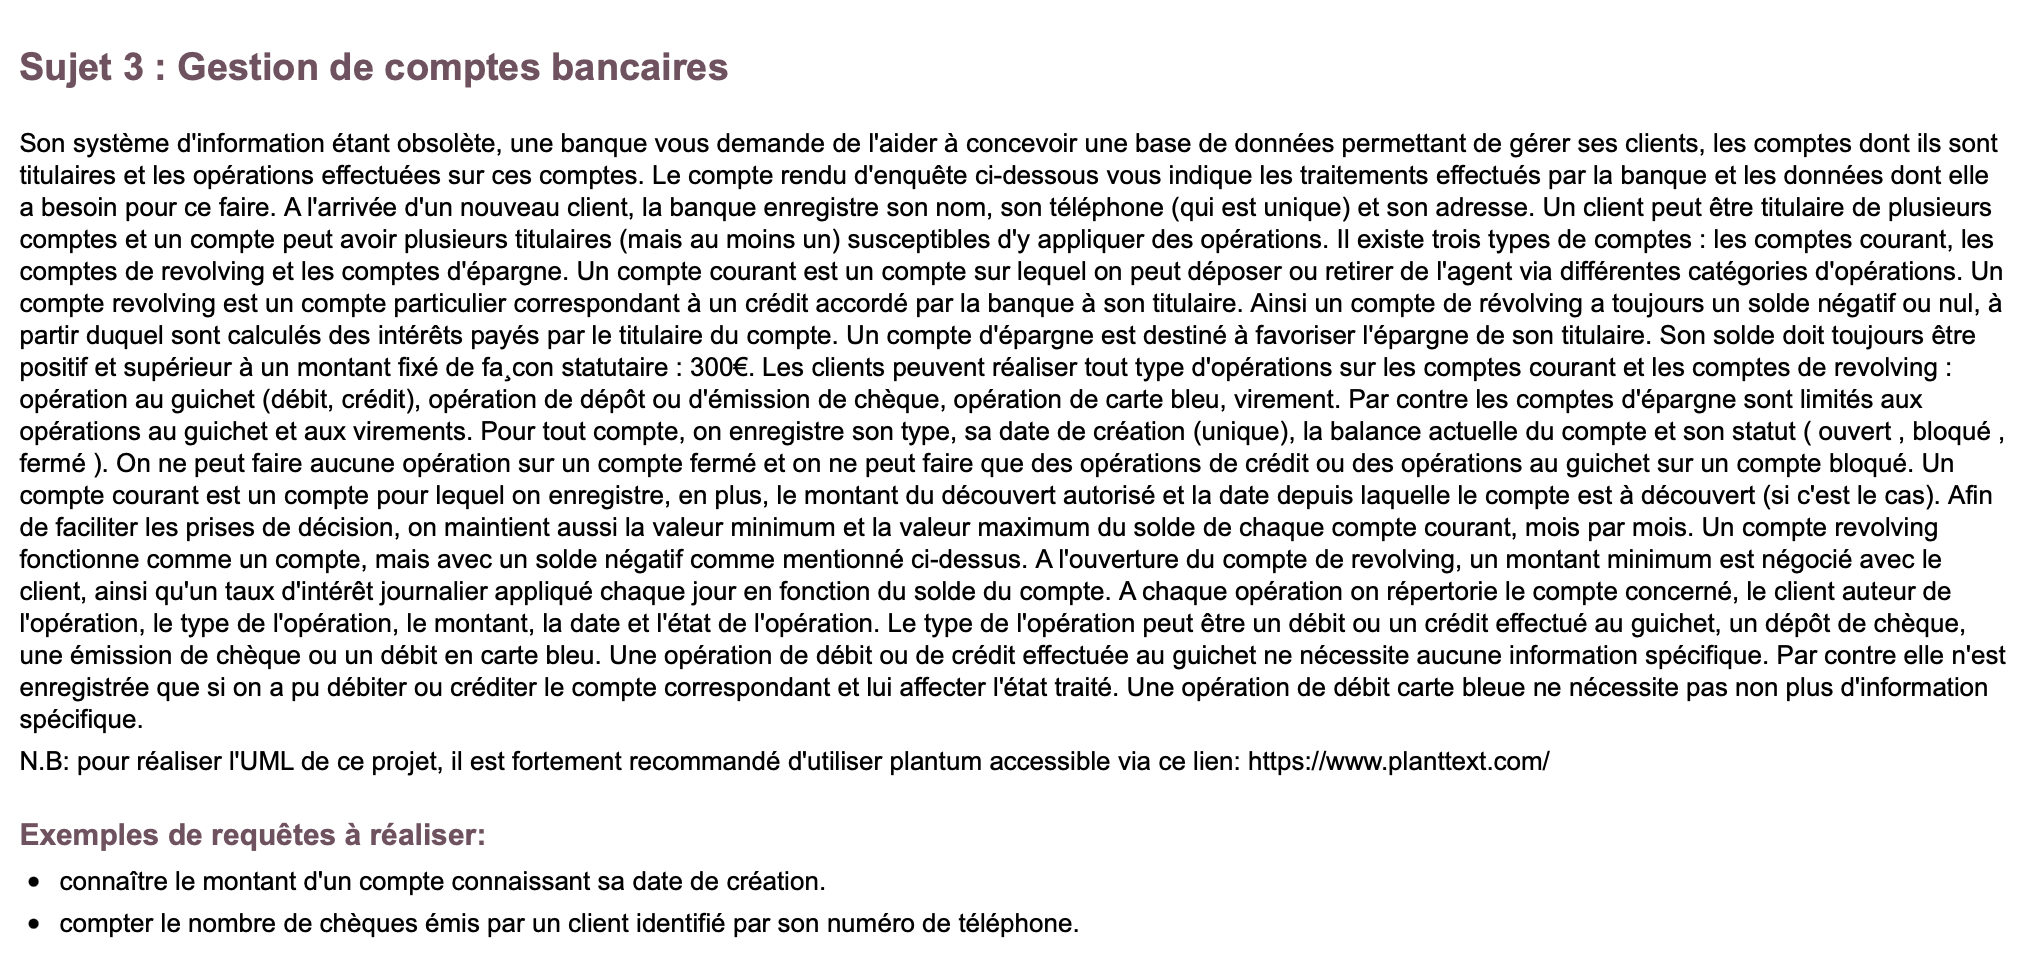 Sujet 3 : Gestion de comptes bancaires
Son système d'information étant obsolète, une banque vous demande de l'aider à concevoir une base de données permettant de gérer ses clients, les comptes dont ils sont
titulaires et les opérations effectuées sur ces comptes. Le compte rendu d'enquête ci-dessous vous indique les traitements effectués par la banque et les données dont elle
a besoin pour ce faire. A l'arrivée d'un nouveau client, la banque enregistre son nom, son téléphone (qui est unique) et son adresse. Un client peut être titulaire de plusieurs
comptes et un compte peut avoir plusieurs titulaires (mais au moins un) susceptibles d'y appliquer des opérations. Il existe trois types de comptes : les comptes courant, les
comptes de revolving et les comptes d'épargne. Un compte courant est un compte sur lequel on peut déposer ou retirer de l'agent via différentes catégories d'opérations. Un
compte revolving est un compte particulier correspondant à un crédit accordé par la banque à son titulaire. Ainsi un compte de révolving a toujours un solde négatif ou nul, à
partir duquel sont calculés des intérêts payés par le titulaire du compte. Un compte d'épargne est destiné à favoriser l'épargne de son titulaire. Son solde doit toujours être
positif et supérieur à un montant fixé de fa¸con statutaire : 300€. Les clients peuvent réaliser tout type d'opérations sur les comptes courant et les comptes de revolving :
opération au guichet (débit, crédit), opération de dépôt ou d'émission de chèque, opération de carte bleu, virement. Par contre les comptes d'épargne sont limités aux
opérations au guichet et aux virements. Pour tout compte, on enregistre son type, sa date de création (unique), la balance actuelle du compte et son statut ( ouvert , bloqué ,
fermé ). On ne peut faire aucune opération sur un compte fermé et on ne peut faire que des opérations de crédit ou des opérations au guichet sur un compte bloqué. Un
compte courant est un compte pour lequel on enregistre, en plus, le montant du découvert autorisé et la date depuis laquelle le compte est à découvert (si c'est le cas). Afin
de faciliter les prises de décision, on maintient aussi la valeur minimum et la valeur maximum du solde de chaque compte courant, mois par mois. Un compte revolving
fonctionne comme un compte, mais avec un solde négatif comme mentionné ci-dessus. A l'ouverture du compte de revolving, un montant minimum est négocié avec le
client, ainsi qu'un taux d'intérêt journalier appliqué chaque jour en fonction du solde du compte. A chaque opération on répertorie le compte concerné, le client auteur de
l'opération, le type de l'opération, le montant, la date et l'état de l'opération. Le type de l'opération peut être un débit ou un crédit effectué au guichet, un dépôt de chèque,
une émission de chèque ou un débit en carte bleu. Une opération de débit ou de crédit effectuée au guichet ne nécessite aucune information spécifique. Par contre elle n'est
enregistrée que si on a pu débiter ou créditer le compte correspondant et lui affecter l'état traité. Une opération de débit carte bleue ne nécessite pas non plus d'information
spécifique.
N.B: pour réaliser l'UML de ce projet, il est fortement recommandé d'utiliser plantum accessible via ce lien: https://www.planttext.com/
Exemples de requêtes à réaliser:
• connaître le montant d'un compte connaissant sa date de création.
• compter le nombre de chèques émis par un client identifié par son numéro de téléphone.